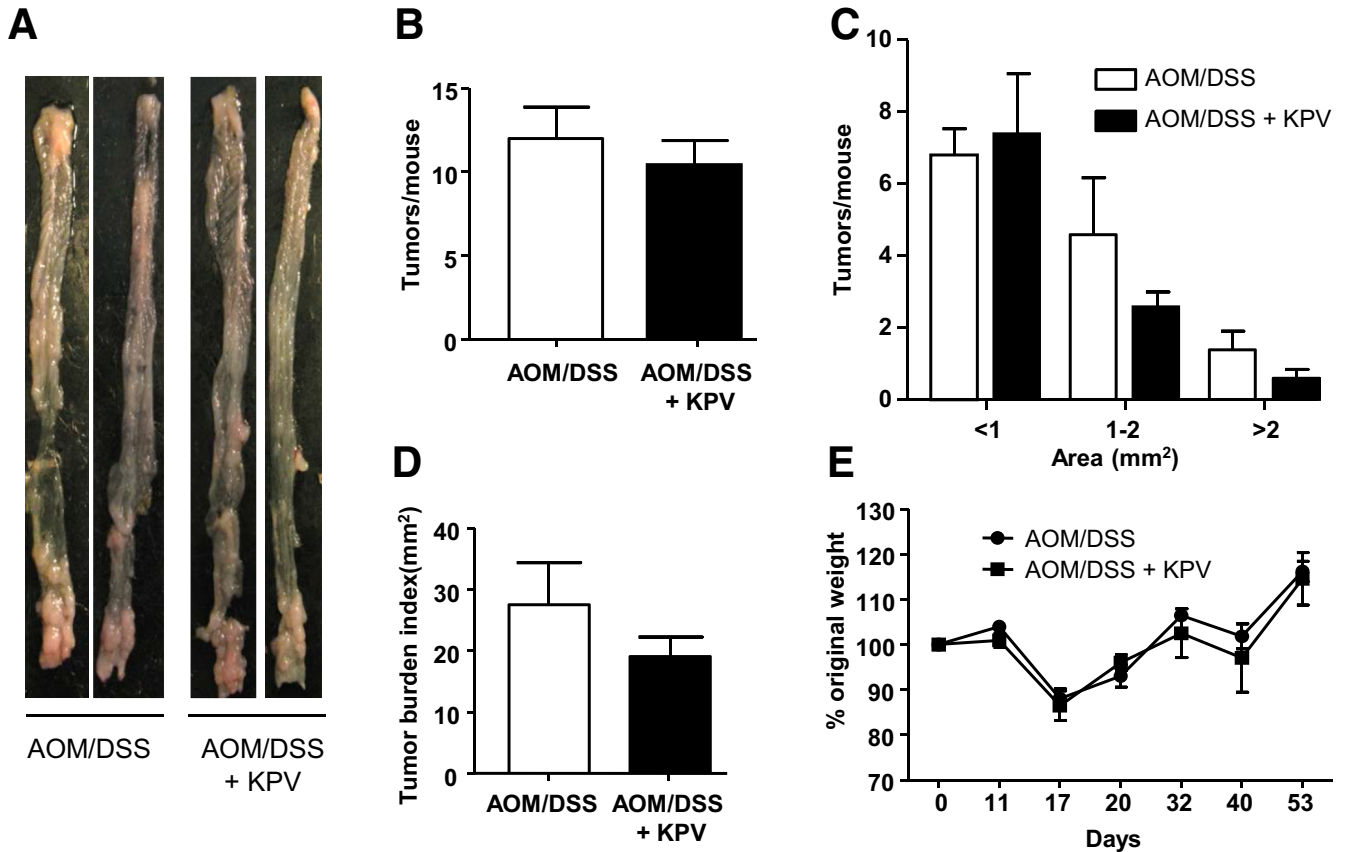 A
AOM/DSS
AOM/DSS
+ KPV
B
Tumors/mouse
15
10
5
0
AOM/DSS
AOM/DSS
+ KPV
C
Tumors/mouse
10
8
6
4
2
0
AOM/DSS
AOM/DSS + KPV
<1
1-2
>2
Area (mm²)
D
Tumor burden index(mm²)
40
30
20
10
0
AOM/DSS
AOM/DSS
+ KPV
E
% original weight
130
120
110
100
90
80
70
AOM/DSS
AOM/DSS + KPV
0 11 17 20 32 40 53
Days